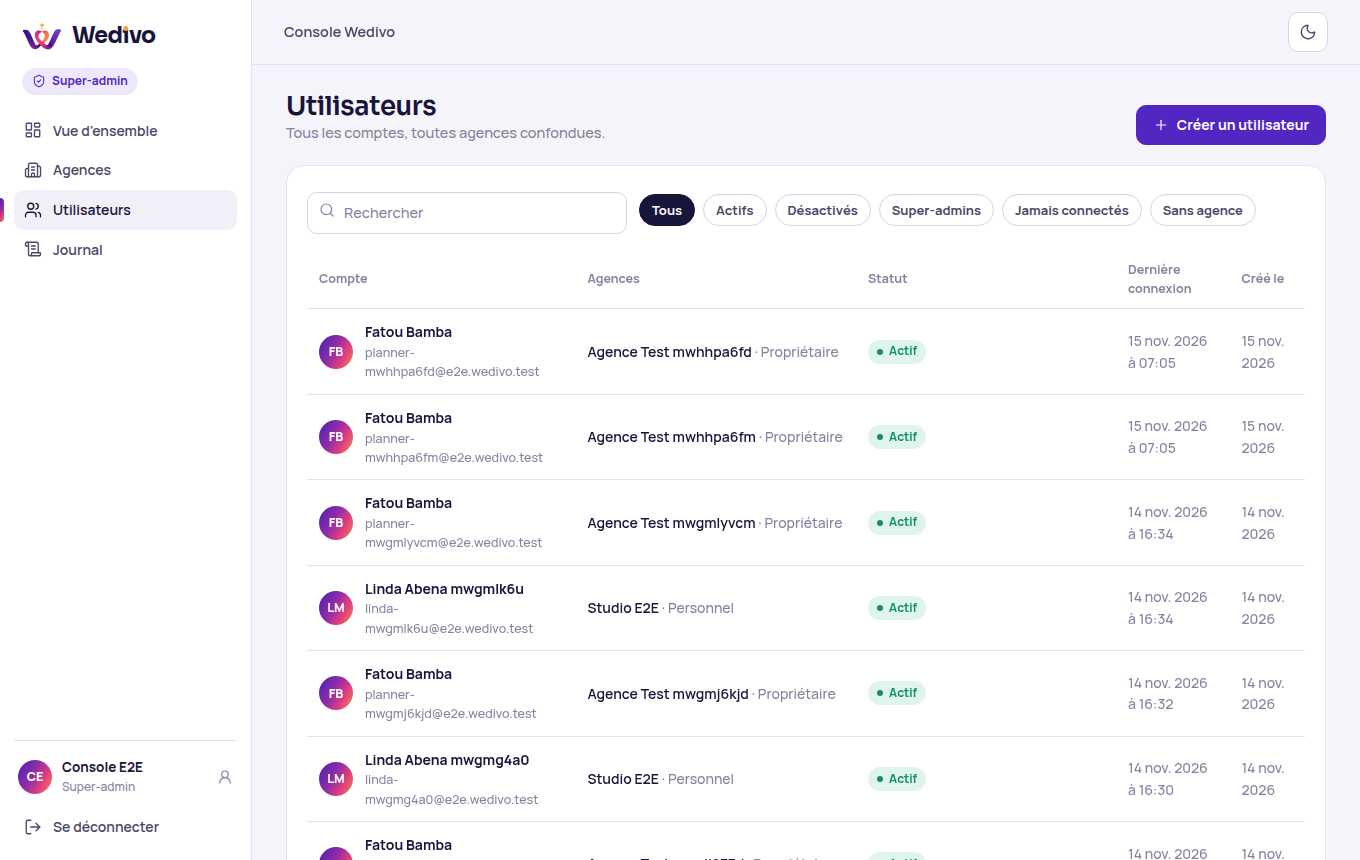 Wedivo
Super-admin
Vue d'ensemble
Agences
Utilisateurs
Journal
Console E2E
Super-admin
CE
Se déconnecter
Console Wedivo
Utilisateurs
Tous les comptes, toutes agences confondues.
Créer un utilisateur
Rechercher
Tous
Actifs
Désactivés
Super-admins
Jamais connectés
Sans agence
Compte
Agences
Statut
Dernière
connexion
Créé le
FB
Fatou Bamba
planner-
mwhhpa6fd@e2e.wedivo.test
Agence Test mwhhpa6fd · Propriétaire
Actif
15 nov. 2026
à 07:05
15 nov.
2026
FB
Fatou Bamba
planner-
mwhhpa6fm@e2e.wedivo.test
Agence Test mwhhpa6fm · Propriétaire
Actif
15 nov. 2026
à 07:05
15 nov.
2026
FB
Fatou Bamba
planner-
mwgmlyvcm@e2e.wedivo.test
Agence Test mwgmlyvcm · Propriétaire
Actif
14 nov. 2026
à 16:34
14 nov.
2026
LM
Linda Abena mwgmlk6u
linda-
mwgmlk6u@e2e.wedivo.test
Studio E2E · Personnel
Actif
14 nov. 2026
à 16:34
14 nov.
2026
FB
Fatou Bamba
planner-
mwgmj6kjd@e2e.wedivo.test
Agence Test mwgmj6kjd · Propriétaire
Actif
14 nov. 2026
à 16:32
14 nov.
2026
LM
Linda Abena mwgmg4a0
linda-
mwgmg4a0@e2e.wedivo.test
Studio E2E · Personnel
Actif
14 nov. 2026
à 16:30
14 nov.
2026
Fatou Bamba
14 nov. 2026
14 nov.